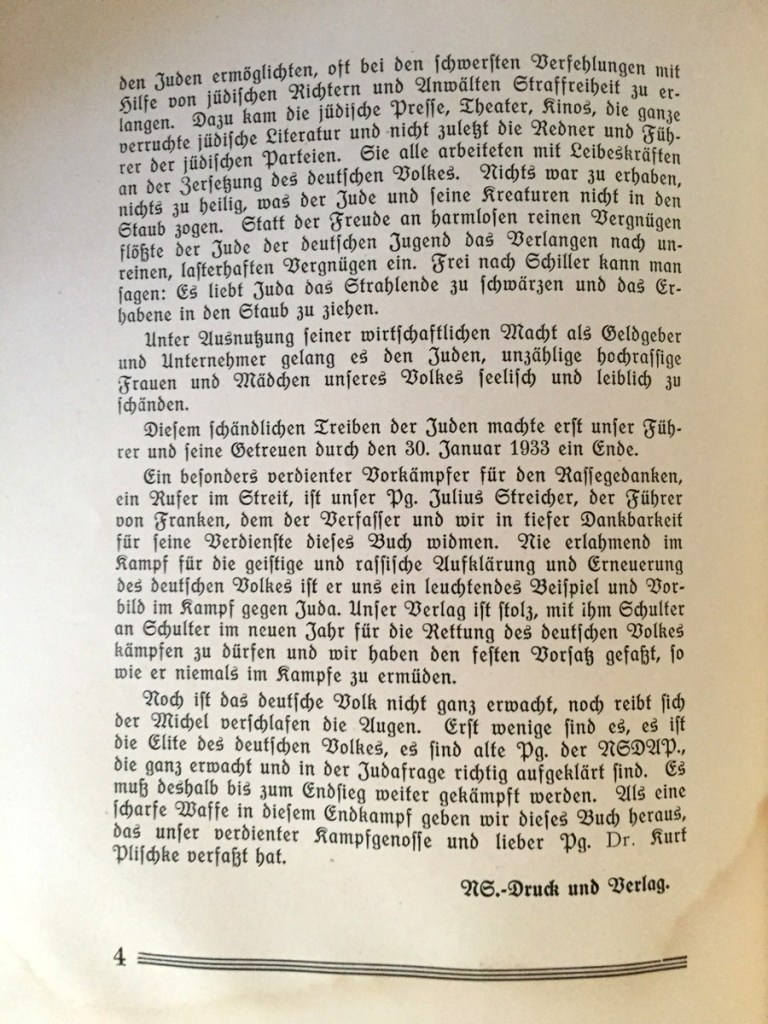 den Juden ermöglichten, oft bei den schwersten Verfehlungen mit
Hilfe von jüdischen Richtern und Anwälten Straffreiheit zu er-
langen. Dazu kam die jüdische Presse, Theater, Kinos, die ganze
verruchte jüdische Literatur und nicht zuletzt die Redner und Füh-
rer der jüdischen Parteien. Sie alle arbeiteten mit Leibeskräften
an der Zersetzung des deutschen Volkes. Nichts war zu erhaben,
nichts zu heilig, was der Jude und seine Kreaturen nicht in den
Staub zogen. Statt der Freude an harmlosen reinen Vergnügen
flößte der Jude der deutschen Jugend das Verlangen nach un-
reinen, lasterhaften Vergnügen ein. Frei nach Schiller kann man
sagen: Es liebt Juda das Strahlende zu schwärzen und das Er-
habene in den Staub zu ziehen.
Unter Ausnutzung seiner wirtschaftlichen Macht als Geldgeber
und Unternehmer gelang es den Juden, unzählige hochrassige
Frauen und Mädchen unseres Volkes seelisch und leiblich zu
schänden.
Diesem schändlichen Treiben der Juden machte erst unser Füh-
rer und seine Getreuen durch den 30. Januar 1933 ein Ende.
Ein besonders verdienter Vorkämpfer für den Rassegedanken,
ein Rufer im Streit, ist unser Pg. Julius Streicher, der Führer
von Franken, dem der Verfasser und wir in tiefer Dankbarkeit
für seine Verdienste dieses Buch widmen. Nie erlahmend im
Kampf für die geistige und rassische Aufklärung und Erneuerung
des deutschen Volkes ist er uns ein leuchtendes Beispiel und Vor-
bild im Kampf gegen Juda. Unser Verlag ist stolz, mit ihm Schulter
an Schulter im neuen Jahr für die Rettung des deutschen Volkes
kämpfen zu dürfen und wir haben den festen Vorsatz gefaßt, so
wie er niemals im Kampfe zu ermüden.
Noch ist das deutsche Volk nicht ganz erwacht, noch reibt sich
der Michel verschlafen die Augen. Erst wenige sind es, es ist
die Elite des deutschen Volkes, es sind alte Pg. der NSDAP.,
die ganz erwacht und in der Judafrage richtig aufgeklärt sind. Es
muß deshalb bis zum Endsieg weiter gekämpft werden. Als eine
scharfe Waffe in diesem Endkampf geben wir dieses Buch heraus,
das unser verdienter Kampfgenosse und lieber Pg. Dr. Kurt
Plischke verfaßt hat.
NS.-Druck und Verlag.
4